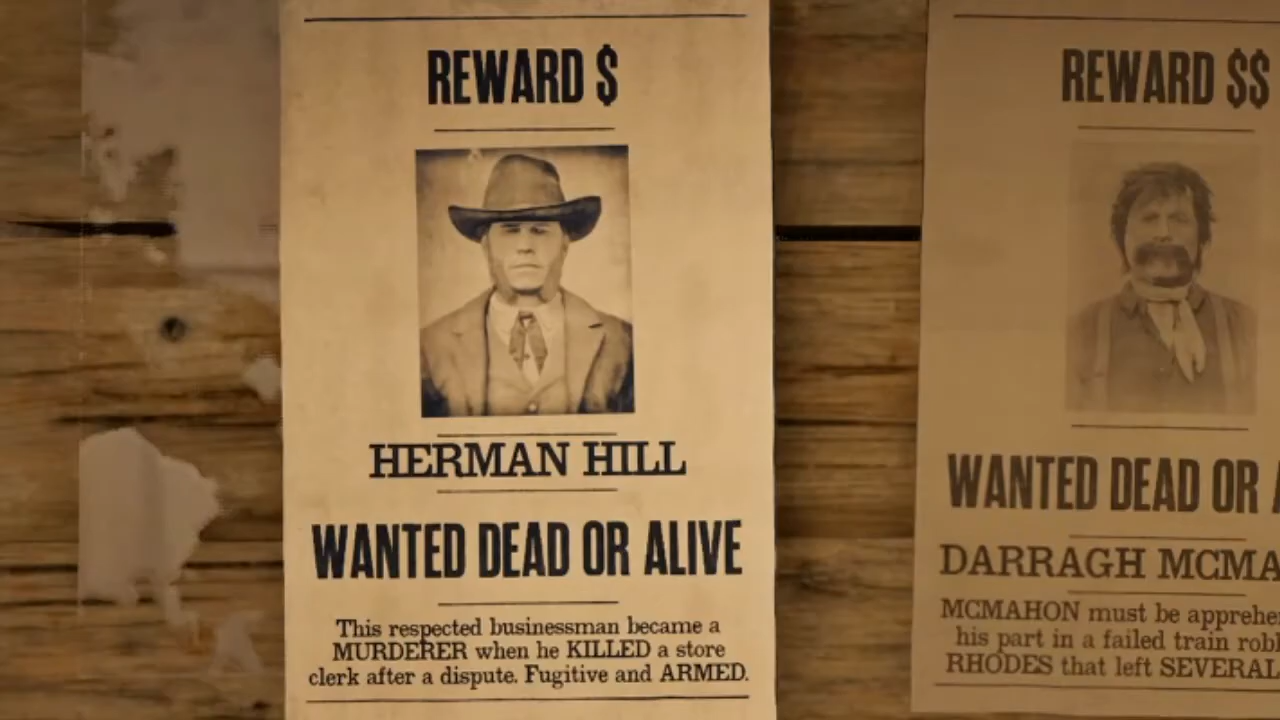 REWARD $
HERMAN HILL
WANTED DEAD OR ALIVE
This respected businessman became a
MURDERER when he KILLED a store
clerk after a dispute. Fugitive and ARMED.
REWARD $$
WANTED DEAD OR
DARRAGH
MCMAHON must be
his part in a failed train
RHODES that left SEVERAL